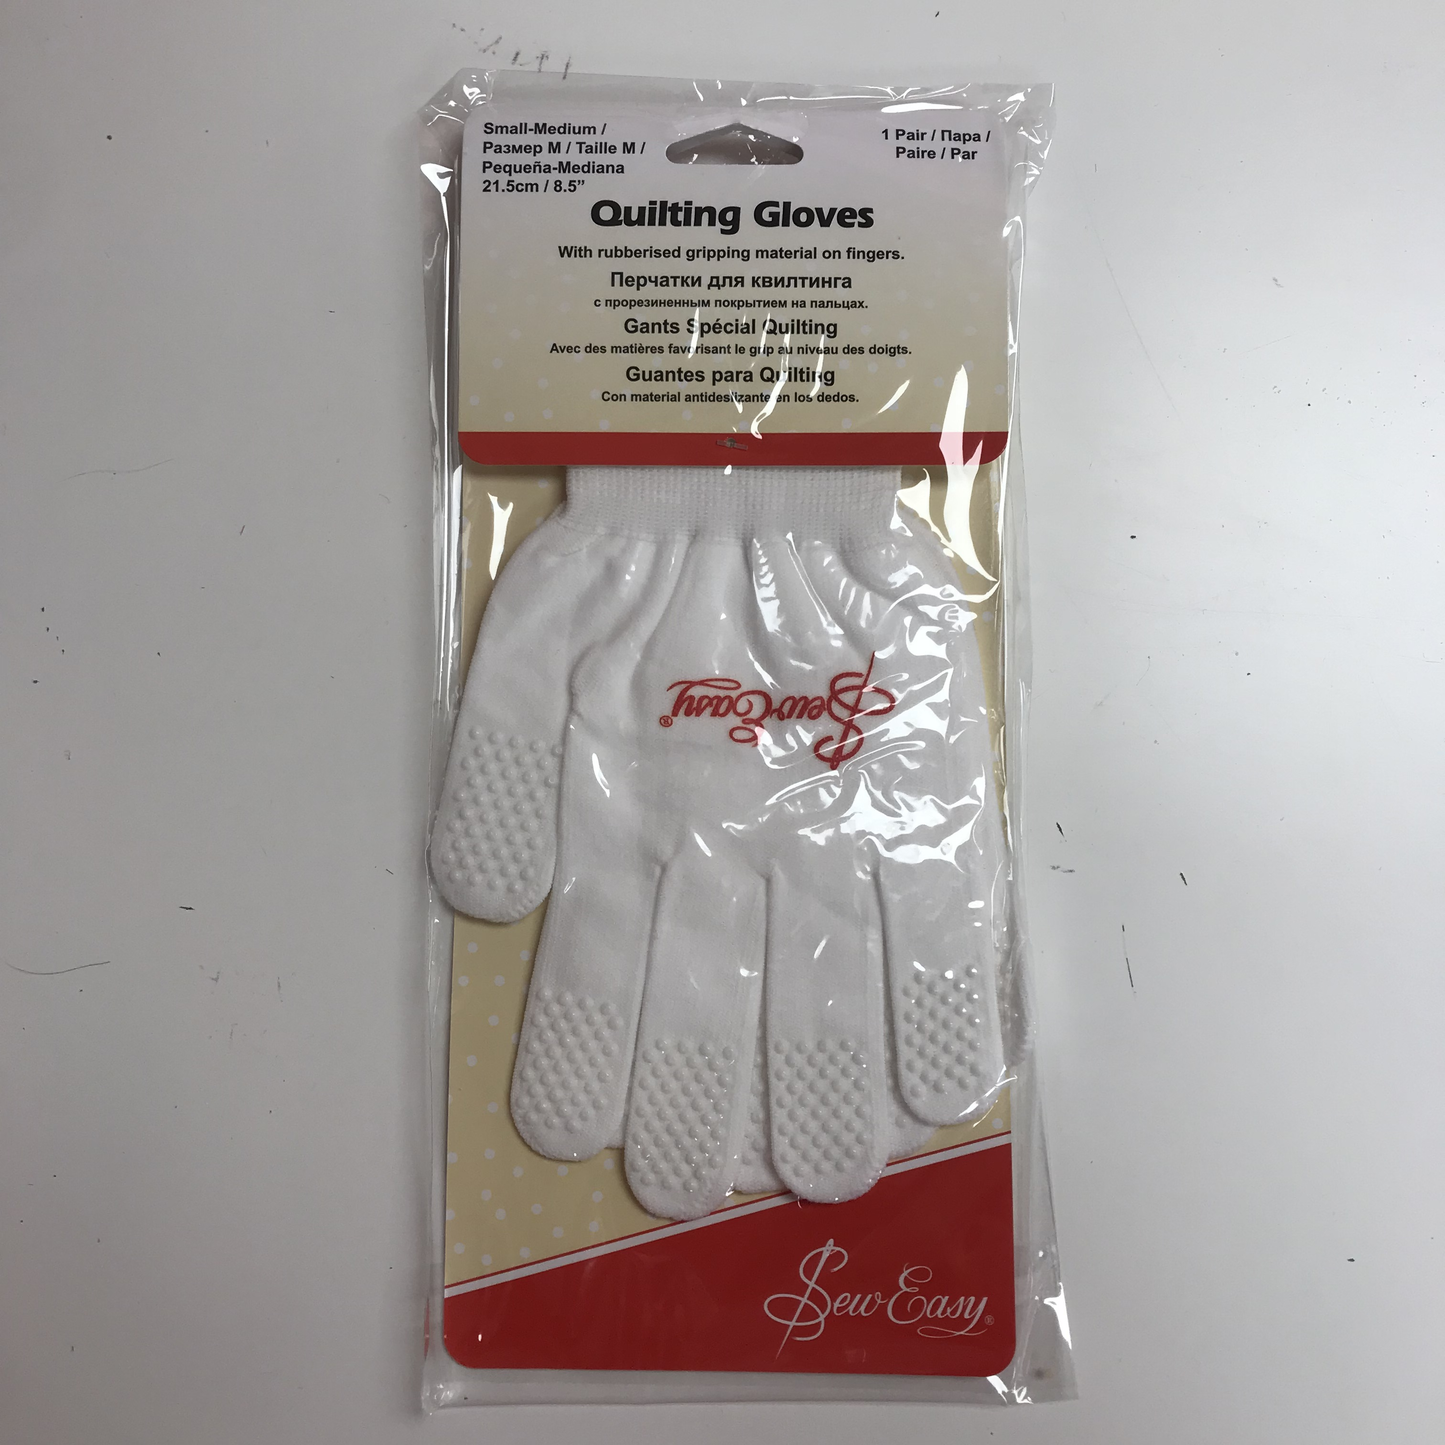 Small-Medium /
Размер М / Taille M /
Pequeña-Mediana
21.5cm / 8.5”
1 Pair / Пара /
Paire / Par
Quilting Gloves
With rubberised gripping material on fingers.
Перчатки для квилтинга
с прорезиненным покрытием на пальцах.
Gants Spécial Quilting
Avec des matières favorisant le grip au niveau des doigts.
Guantes para Quilting
Con material antideslizante en los dedos.
Sew Easy®
Sew Easy®